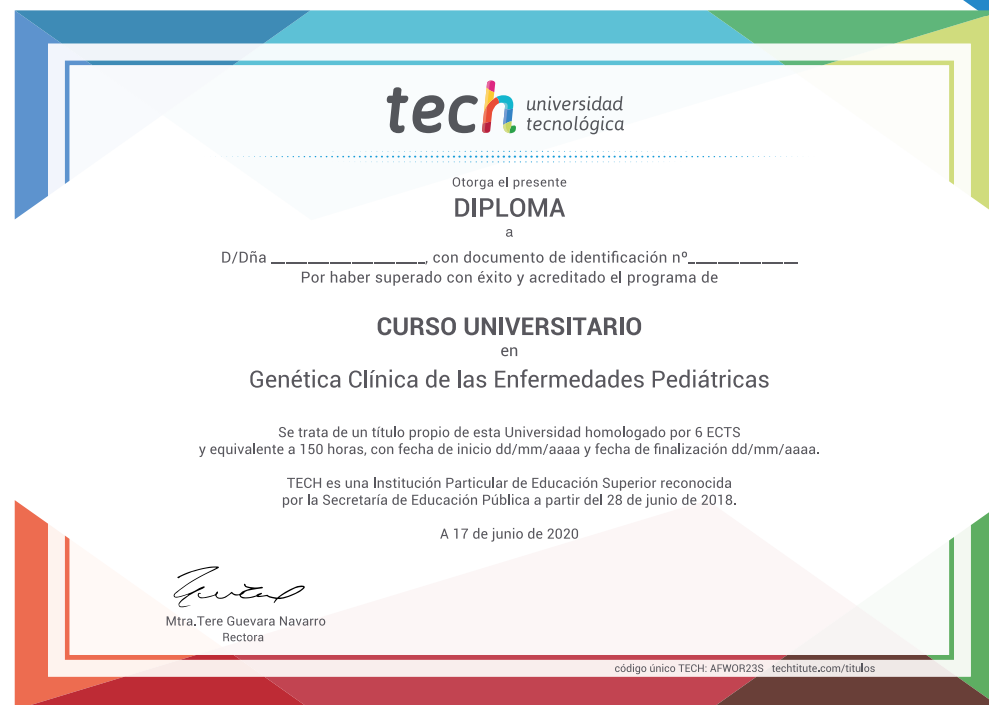 tech universidad
tecnológica
Otorga el presente
DIPLOMA
a
D/Dña ____________________, con documento de identificación nº______________
Por haber superado con éxito y acreditado el programa de
CURSO UNIVERSITARIO
en
Genética Clínica de las Enfermedades Pediátricas
Se trata de un título propio de esta Universidad homologado por 6 ECTS
y equivalente a 150 horas, con fecha de inicio dd/mm/aaaa y fecha de finalización dd/mm/aaaa.
TECH es una Institución Particular de Educación Superior reconocida
por la Secretaría de Educación Pública a partir del 28 de junio de 2018.
A 17 de junio de 2020
Mtra.Tere Guevara Navarro
Rectora
código único TECH: AFWOR23S techtitute.com/titulos